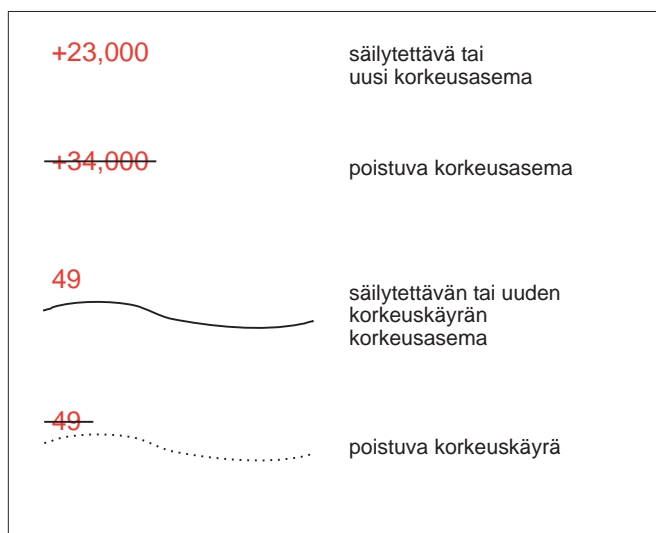 +23,000
säilytettävä tai
uusi korkeusasema
+34,000
poistuva korkeusasema
49
säilytettävän tai uuden
korkeuskäyrän
korkeusasema
49
poistuva korkeuskäyrä